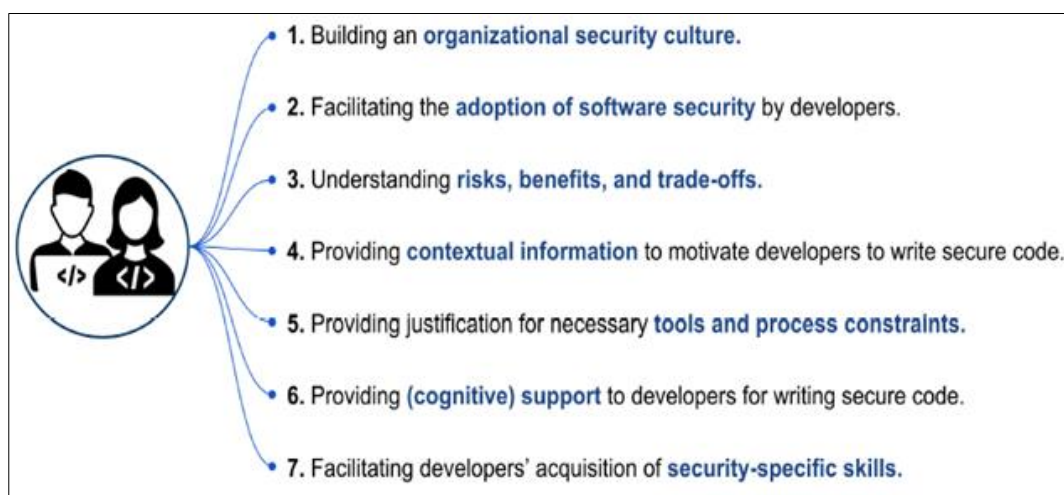 1. Building an organizational security culture.
2. Facilitating the adoption of software security by developers.
3. Understanding risks, benefits, and trade-offs.
4. Providing contextual information to motivate developers to write secure code.
</> </>
5. Providing justification for necessary tools and process constraints.
6. Providing (cognitive) support to developers for writing secure code.
7. Facilitating developers' acquisition of security-specific skills.